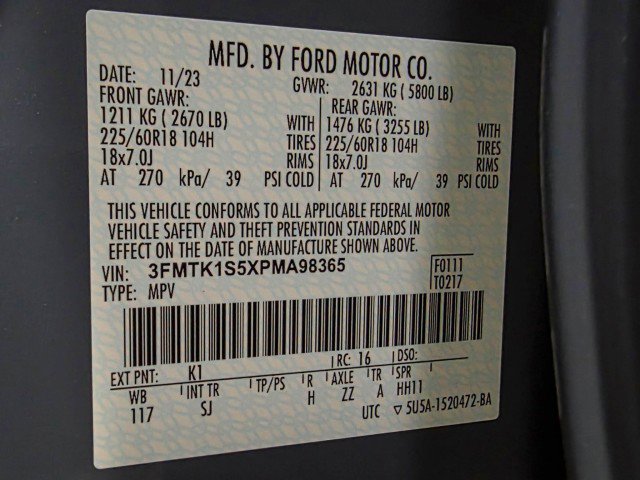 MFD. BY FORD MOTOR CO.
DATE: 11/23 GVWR: 2631 KG ( 5800 LB)
FRONT GAWR: REAR GAWR:
1211 KG ( 2670 LB) WITH 1476 KG ( 3255 LB) WITH
225/60R18 104H TIRES 225/60R18 104H TIRES
18x7.0J RIMS 18x7.0J RIMS
AT 270 kPa/ 39 PSI COLD AT 270 kPa/ 39 PSI COLD
THIS VEHICLE CONFORMS TO ALL APPLICABLE FEDERAL MOTOR
VEHICLE SAFETY AND THEFT PREVENTION STANDARDS IN
EFFECT ON THE DATE OF MANUFACTURE SHOWN ABOVE.
VIN: 3FMTK1S5XPMA98365 F0111
TYPE: MPV T0217
EXT PNT: K1 RC: 16 DSO:
WB INT TR TP/PS R AXLE TR SPR
117 SJ H ZZ A HH11
UTC ▽ 5U5A-1520472-BA